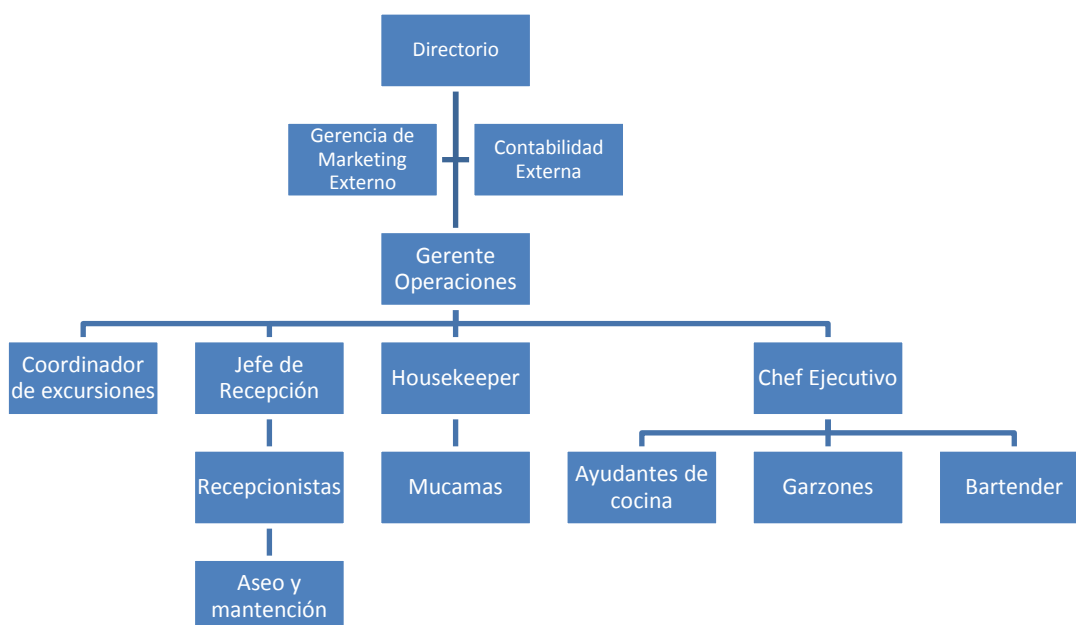 Directorio
Gerencia de
Marketing
Externo
Contabilidad
Externa
Gerente
Operaciones
Coordinador
de excursiones
Jefe de
Recepción
Housekeeper
Chef Ejecutivo
Recepcionistas
Mucamas
Ayudantes de
cocina
Garzones
Bartender
Aseo y
mantención